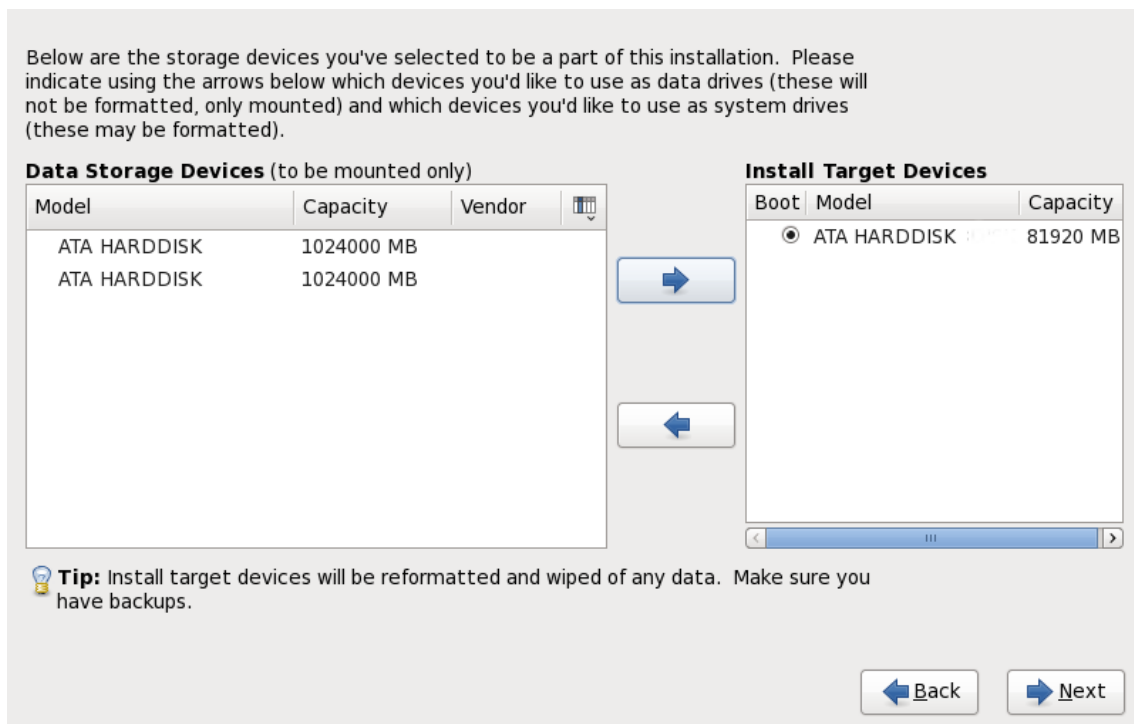 Below are the storage devices you've selected to be a part of this installation.  Please
indicate using the arrows below which devices you'd like to use as data drives (these will
not be formatted, only mounted) and which devices you'd like to use as system drives
(these may be formatted).
Data Storage Devices (to be mounted only)
Model Capacity Vendor
ATA HARDDISK 1024000 MB
ATA HARDDISK 1024000 MB
Install Target Devices
Boot Model Capacity
ATA HARDDISK 81920 MB
Tip: Install target devices will be reformatted and wiped of any data.  Make sure you
have backups.
Back Next